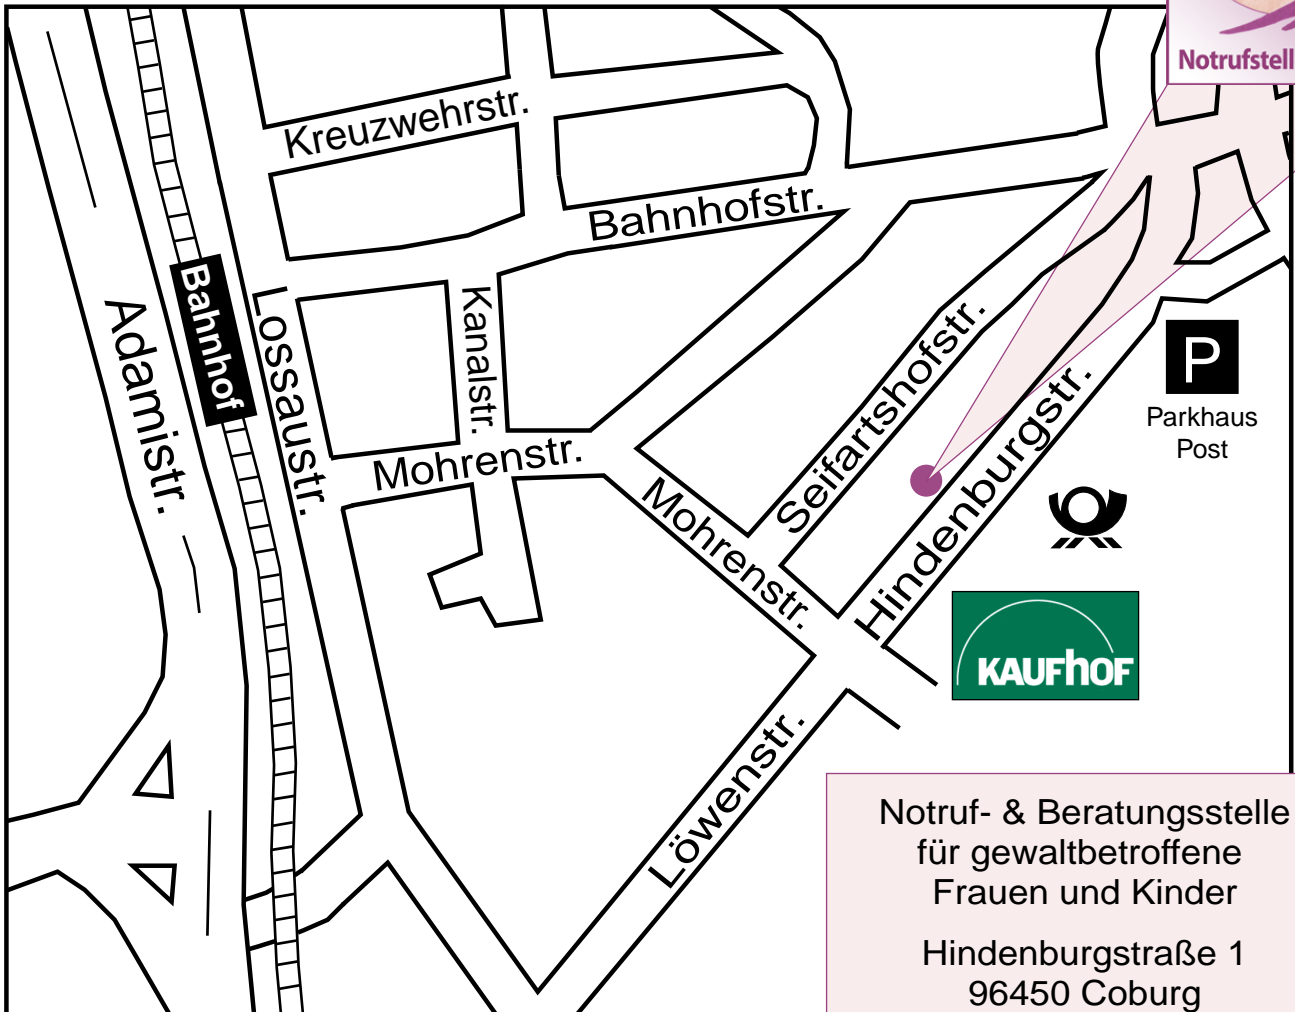 Notrufstell
Kreuzwehrstr.
Bahnhofstr.
Bahnhof
Adamistr.
Lossaustr.
Kanalstr.
Mohrenstr.
Seifartshofstr.
Hindenburgstr.
Mohrenstr.
P
Parkhaus
Post
KAUFhOF
Löwenstr.
Notruf- & Beratungsstelle
für gewaltbetroffene
Frauen und Kinder
Hindenburgstraße 1
96450 Coburg